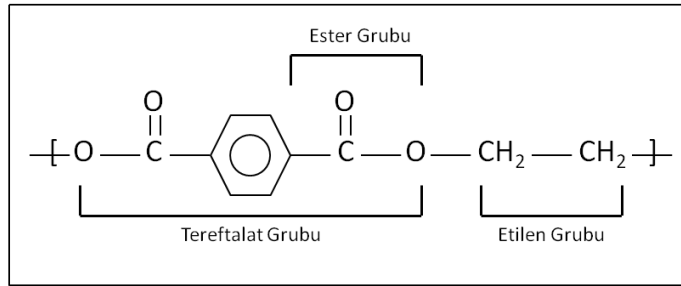 Ester Grubu
O O
[ O C C O CH₂ CH₂ ]
Tereftalat Grubu Etilen Grubu